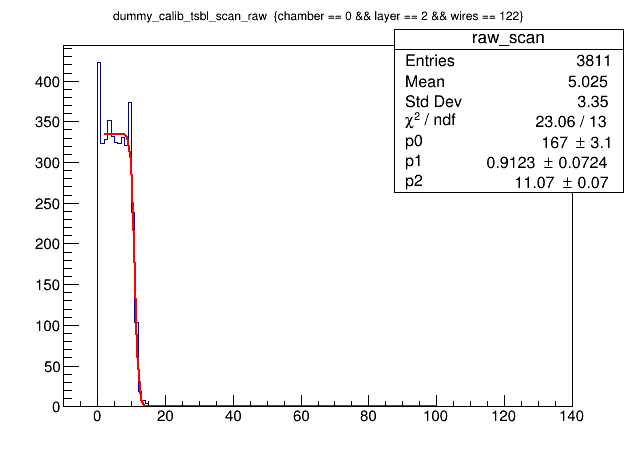 dummy_calib_tsbl_scan_raw {chamber == 0 && layer == 2 && wires == 122}
raw_scan
Entries 3811
Mean 5.025
Std Dev 3.35
χ² / ndf 23.06 / 13
p0 167 ± 3.1
p1 0.9123 ± 0.0724
p2 11.07 ± 0.07
400
350
300
250
200
150
100
50
0
0 20 40 60 80 100 120 140